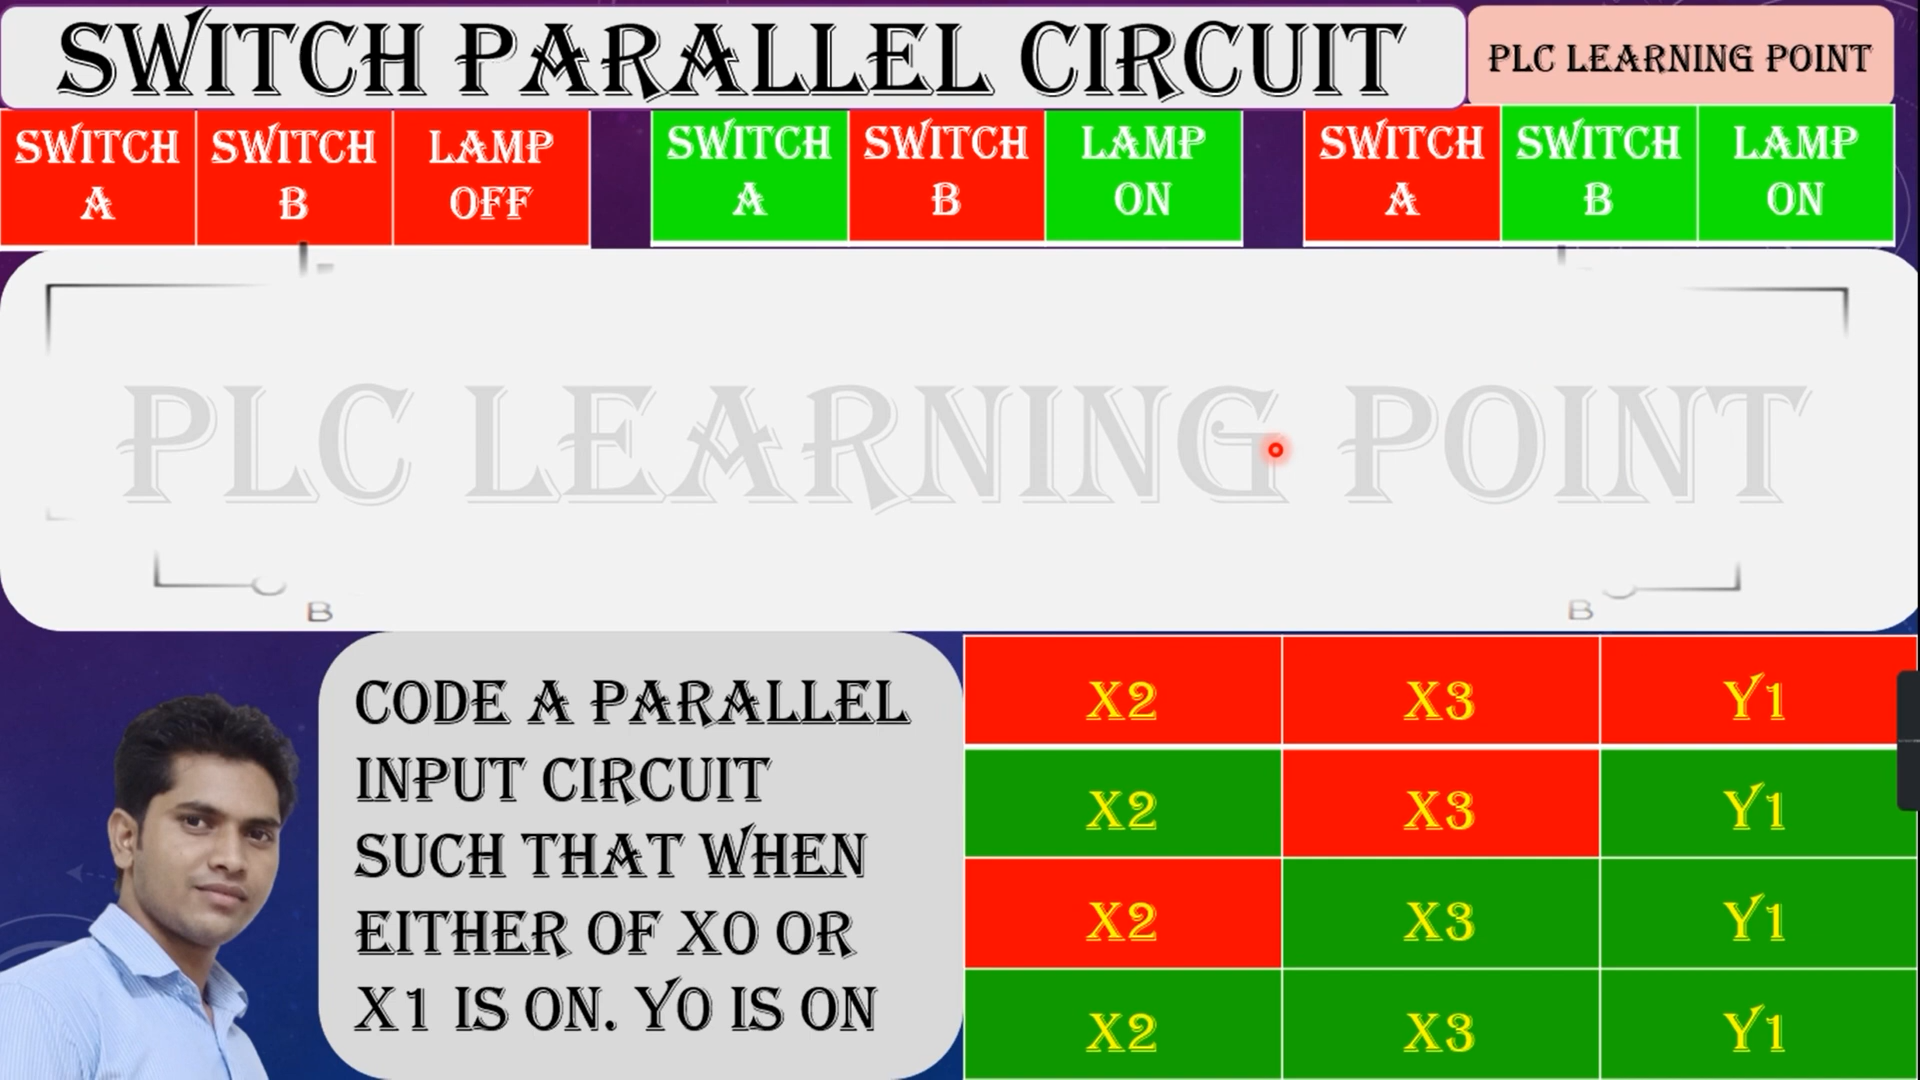 SWITCH PARALLEL CIRCUIT
PLC LEARNING POINT
SWITCH A
SWITCH B
LAMP OFF
SWITCH A
SWITCH B
LAMP ON
SWITCH A
SWITCH B
LAMP ON
PLC LEARNING POINT
B
B
CODE A PARALLEL
INPUT CIRCUIT
SUCH THAT WHEN
EITHER OF X0 OR
X1 IS ON. Y0 IS ON
X2 X3 Y1
X2 X3 Y1
X2 X3 Y1
X2 X3 Y1